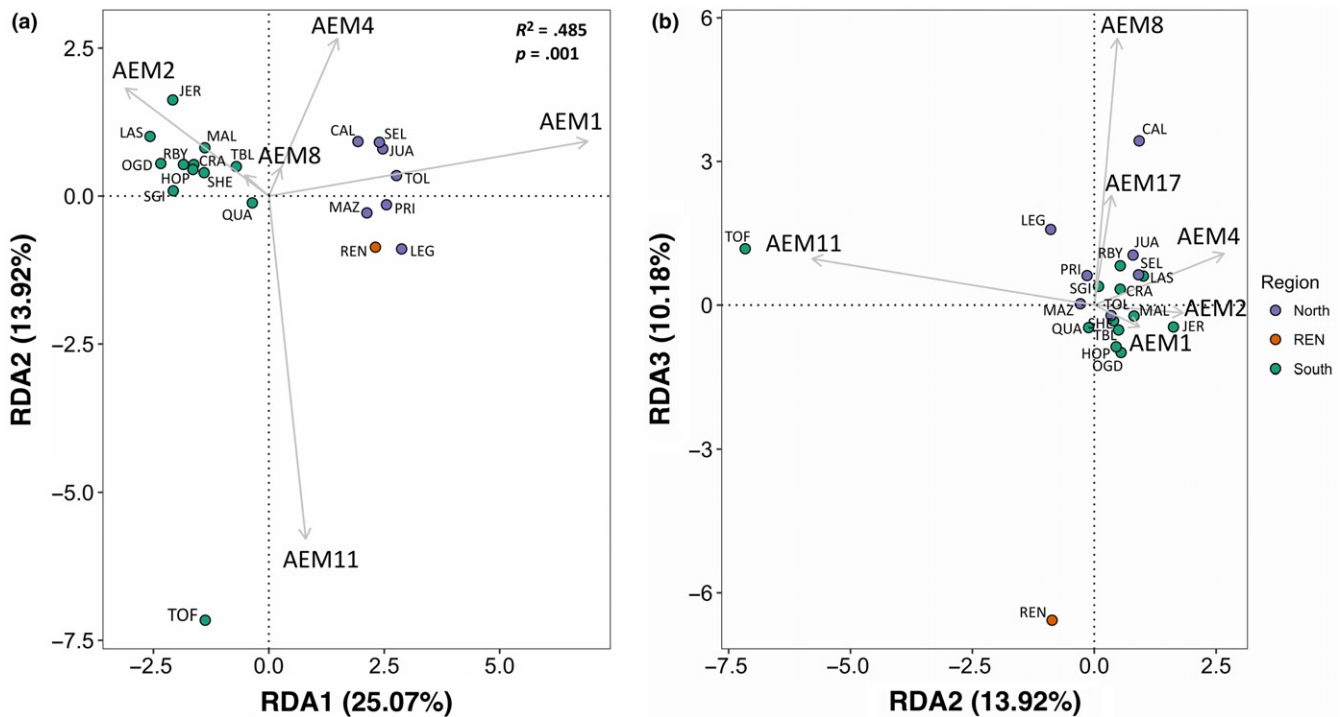 (a)
R² = .485
p = .001
AEM4
AEM2
AEM1
AEM8
AEM11
JER
LAS
MAL
OGD
RBY
CRA
TBL
HOP
SHE
SGI
QUA
CAL
SEL
JUA
TOL
MAZ
PRI
REN
LEG
TOF
2.5
0.0
−2.5
−5.0
−7.5
RDA2 (13.92%)
−2.5
0.0
2.5
5.0
RDA1 (25.07%)
(b)
AEM8
CAL
AEM17
LEG
TOF
AEM11
AEM4
JUA
RBY
SEL
PRI
LAS
SGI
CRA
MAZ
TOL
MAL
AEM2
QUA
SHE
JER
TBL
AEM1
HOP
OGD
REN
6
3
0
−3
−6
RDA3 (10.18%)
−7.5
−5.0
−2.5
0.0
2.5
RDA2 (13.92%)
Region
North
REN
South